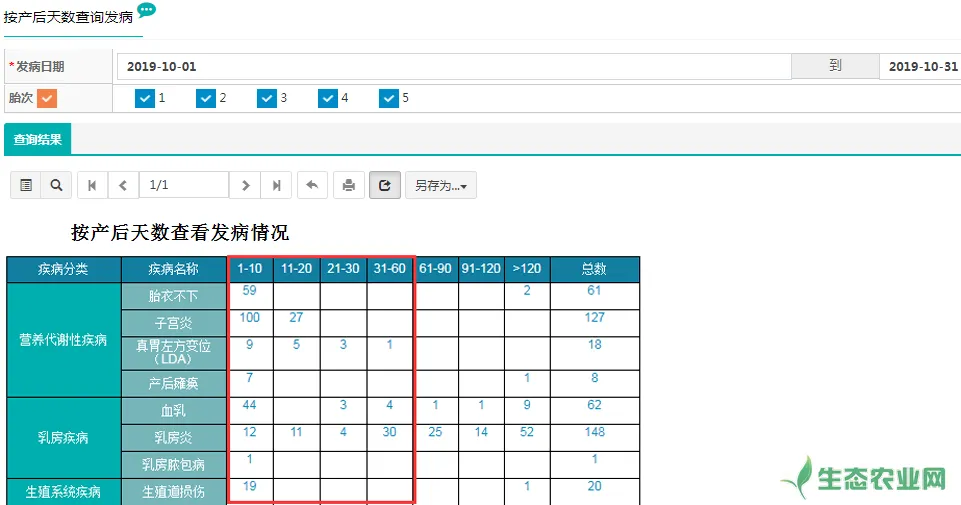 按产后天数查询发病
*发病日期 2019-10-01 到 2019-10-31
胎次 1 2 3 4 5
查询结果
1/1 另存为...
按产后天数查看发病情况
疾病分类 疾病名称 1-10 11-20 21-30 31-60 61-90 91-120 >120 总数
营养代谢性疾病 胎衣不下 59 2 61
子宫炎 100 27 127
真胃左方变位
(LDA) 9 5 3 1 18
产后瘫痪 7 1 8
乳房疾病 血乳 44 3 4 1 1 9 62
乳房炎 12 11 4 30 25 14 52 148
乳房脓包病 1 1
生殖系统疾病 生殖道损伤 19 1 20
生态农业网